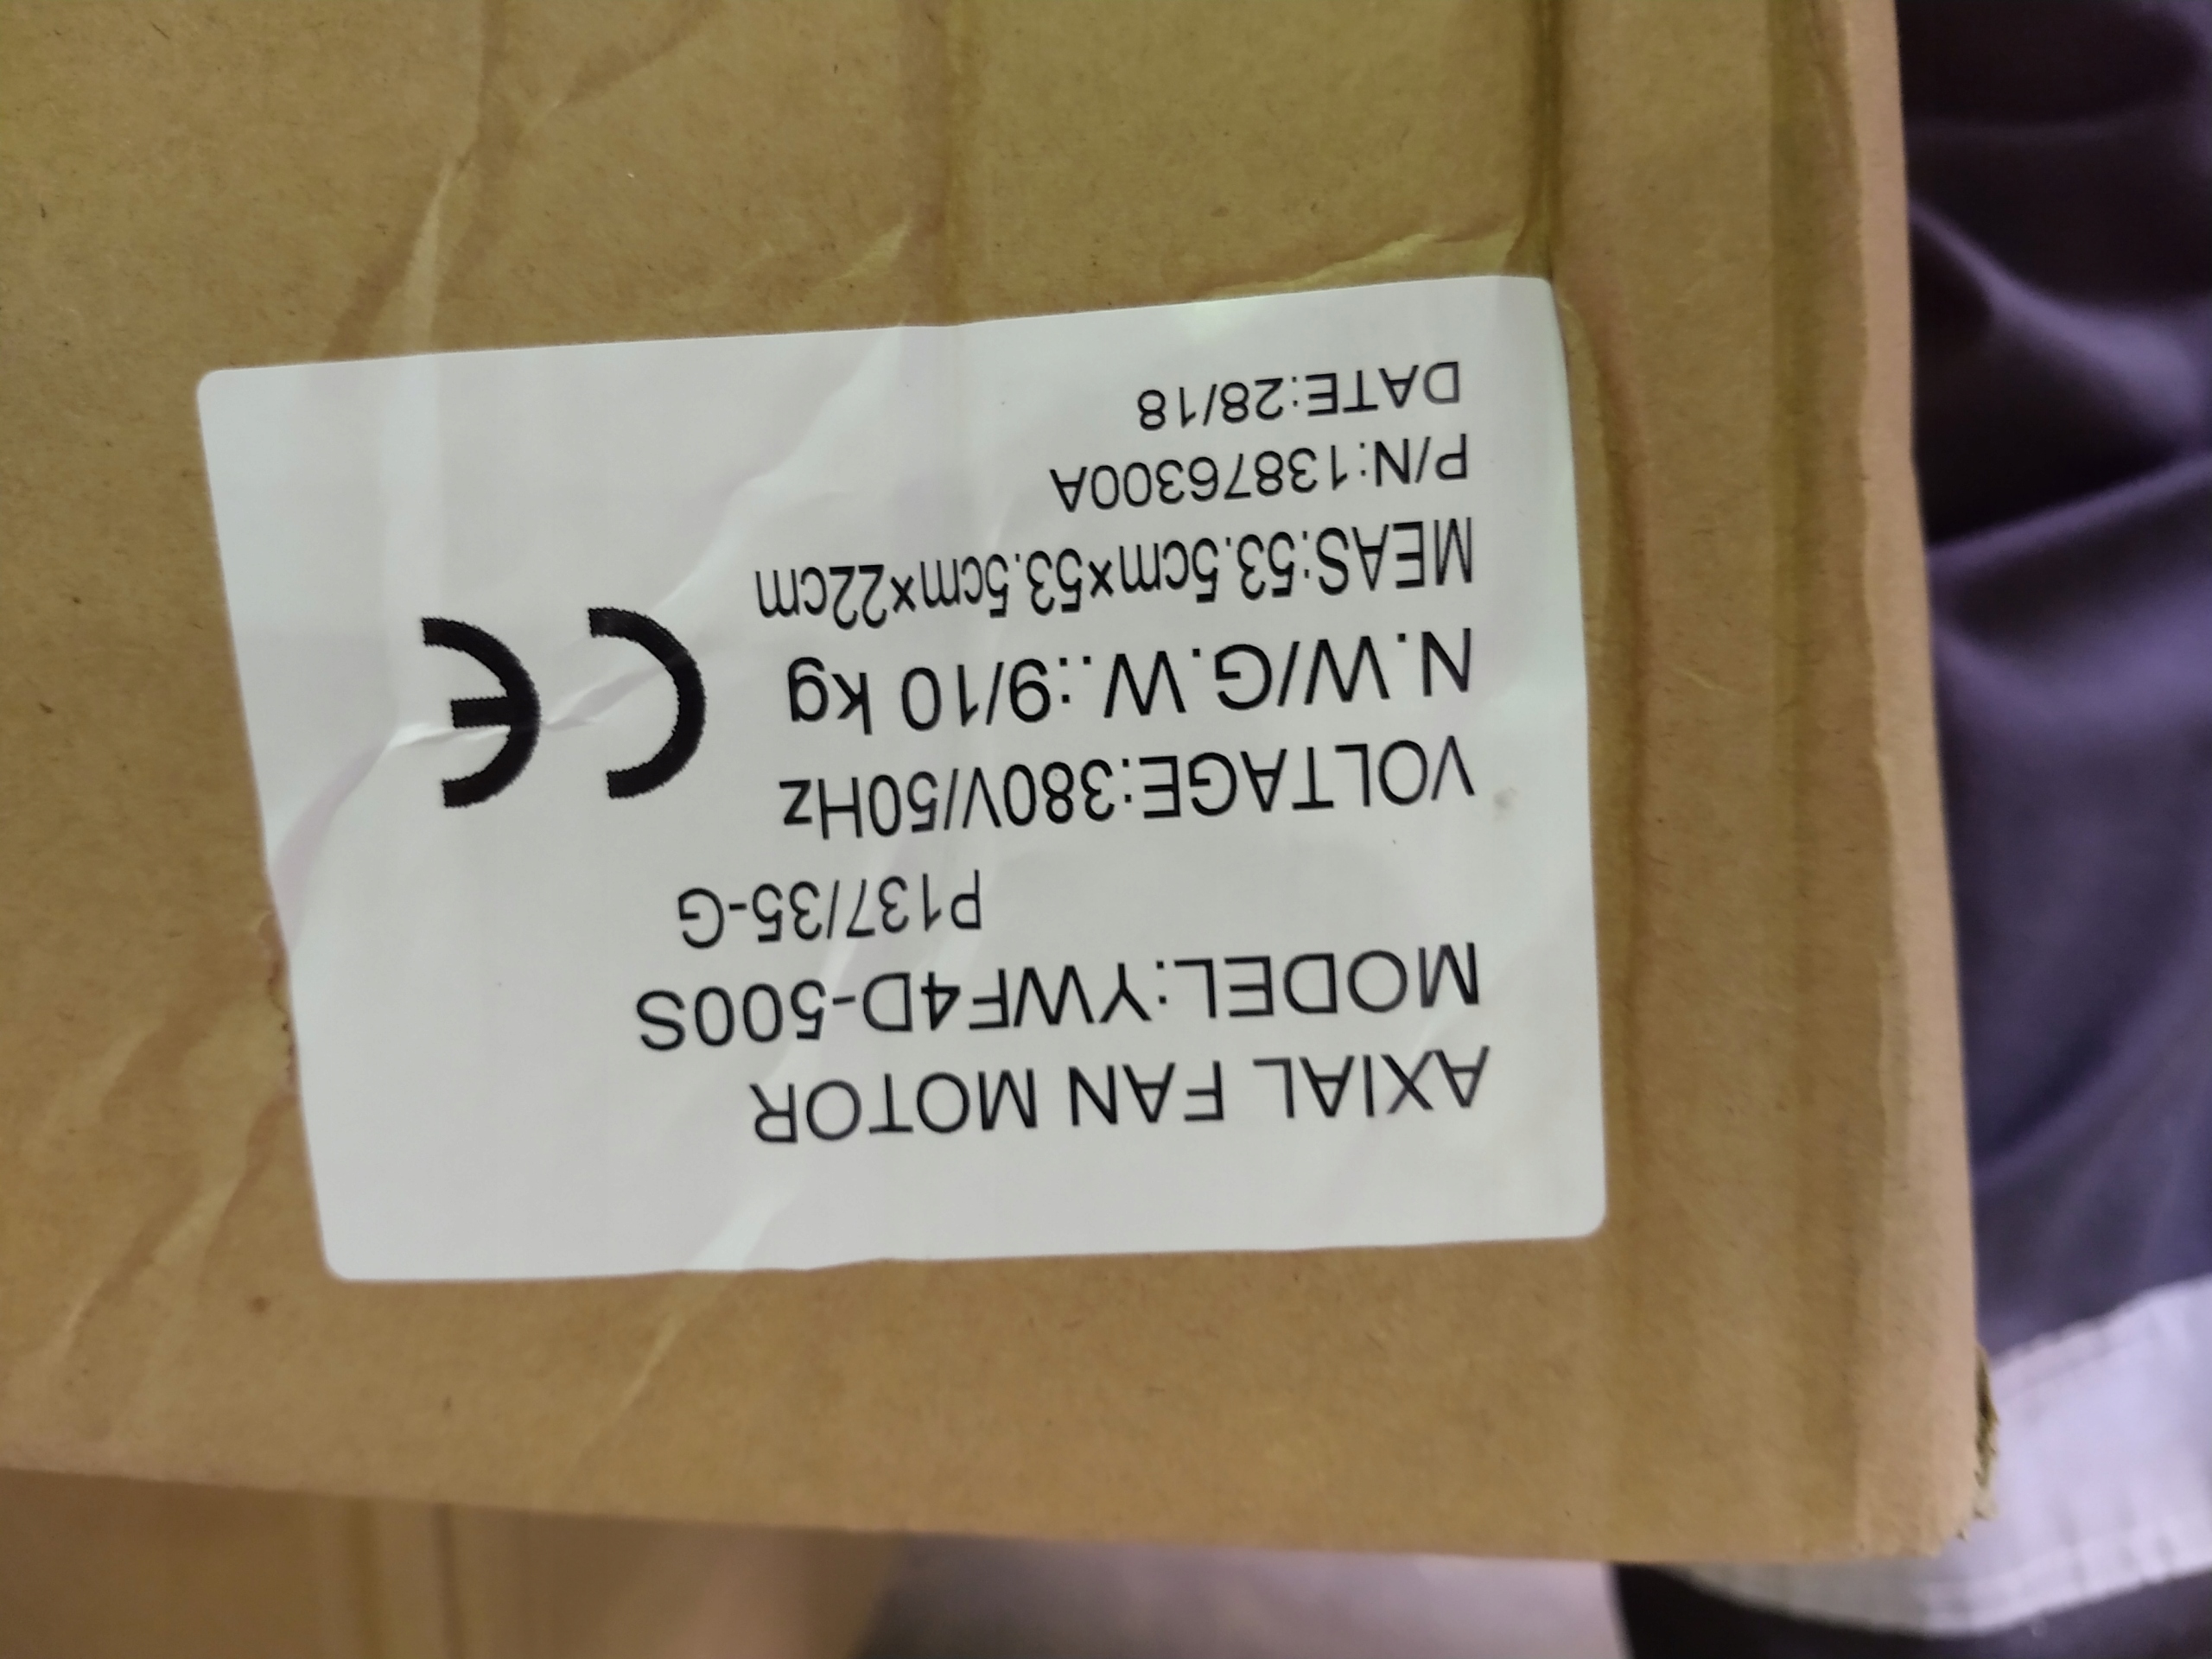 AXIAL FAN MOTOR
MODEL:YWF4D-500S
P137/35-G
VOLTAGE:380V/50Hz
N.W/G.W.:9/10 kg
MEAS:53.5cm×53.5cm×22cm
P/N:13876300A
DATE:28/18
CE